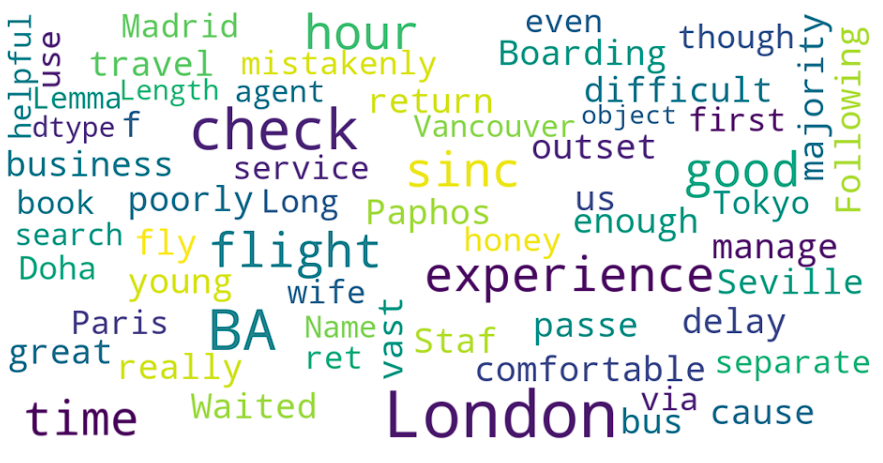 helpful
use
Madrid
hour
even
though
majority
Following
travel
mistakenly
Boarding
Lemma
Length
agent
return
difficult
dtype
f
check
Vancouver
object
first
business
service
sinc
outset
good
book
poorly
Long
Paphos
us
enough
Tokyo
search
fly
flight
honey
manage
Doha
young
wife
experience
Seville
Paris
BA
Name
vast
Staf
passe
delay
great
really
ret
comfortable
separate
time
Waited
London
via
bus
cause